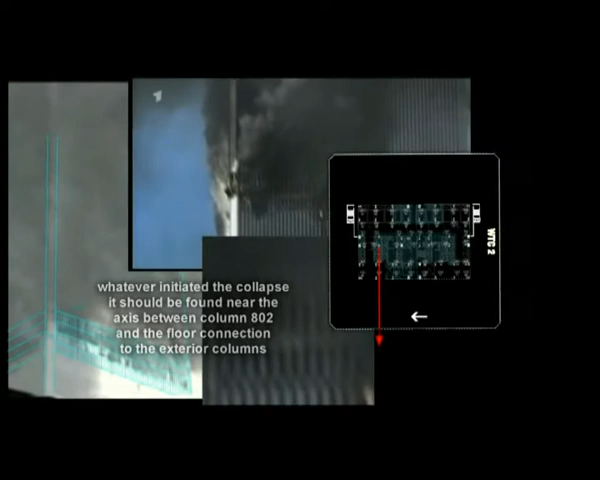 whatever initiated the collapse
it should be found near the
axis between column 802
and the floor connection
to the exterior columns
WTC 2